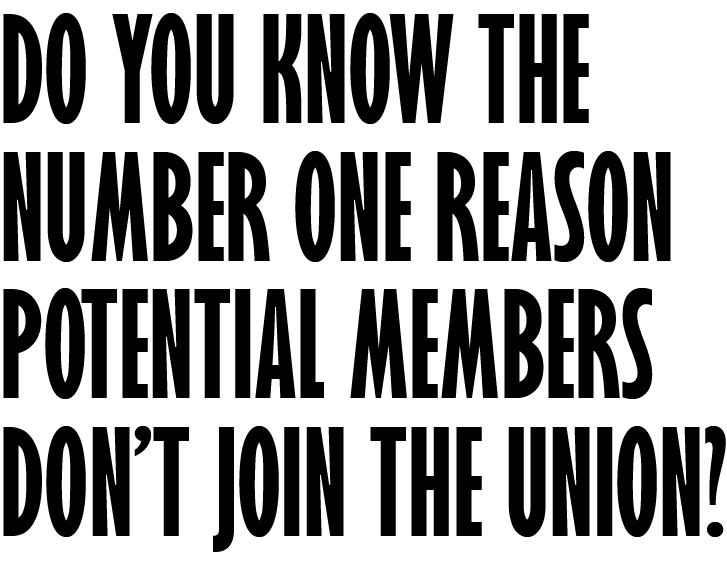 DO YOU KNOW THE
NUMBER ONE REASON
POTENTIAL MEMBERS
DON'T JOIN THE UNION?